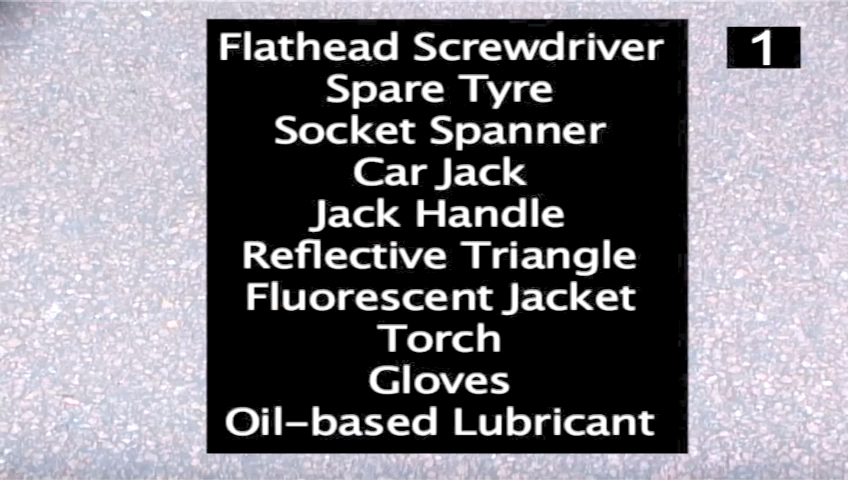 Flathead Screwdriver
Spare Tyre
Socket Spanner
Car Jack
Jack Handle
Reflective Triangle
Fluorescent Jacket
Torch
Gloves
Oil-based Lubricant
1